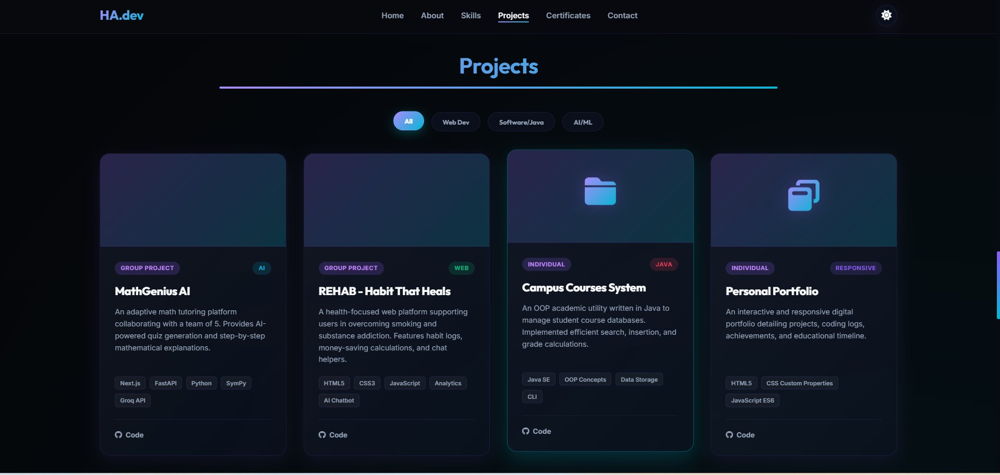 HA.dev
Home About Skills Projects Certificates Contact
Projects
All Web Dev Software/Java AI/ML
GROUP PROJECT AI
MathGenius AI
An adaptive math tutoring platform
collaborating with a team of 5. Provides AI-
powered quiz generation and step-by-step
mathematical explanations.
Next.js FastAPI Python SymPy
Groq API
Code
GROUP PROJECT WEB
REHAB - Habit That Heals
A health-focused web platform supporting
users in overcoming smoking and
substance addiction. Features habit logs,
money-saving calculations, and chat
helpers.
HTML5 CSS3 JavaScript Analytics
AI Chatbot
Code
INDIVIDUAL JAVA
Campus Courses System
An OOP academic utility written in Java to
manage student course databases.
Implemented efficient search, insertion, and
grade calculations.
Java SE OOP Concepts Data Storage
CLI
Code
INDIVIDUAL RESPONSIVE
Personal Portfolio
An interactive and responsive digital
portfolio detailing projects, coding logs,
achievements, and educational timeline.
HTML5 CSS Custom Properties
JavaScript ES6
Code